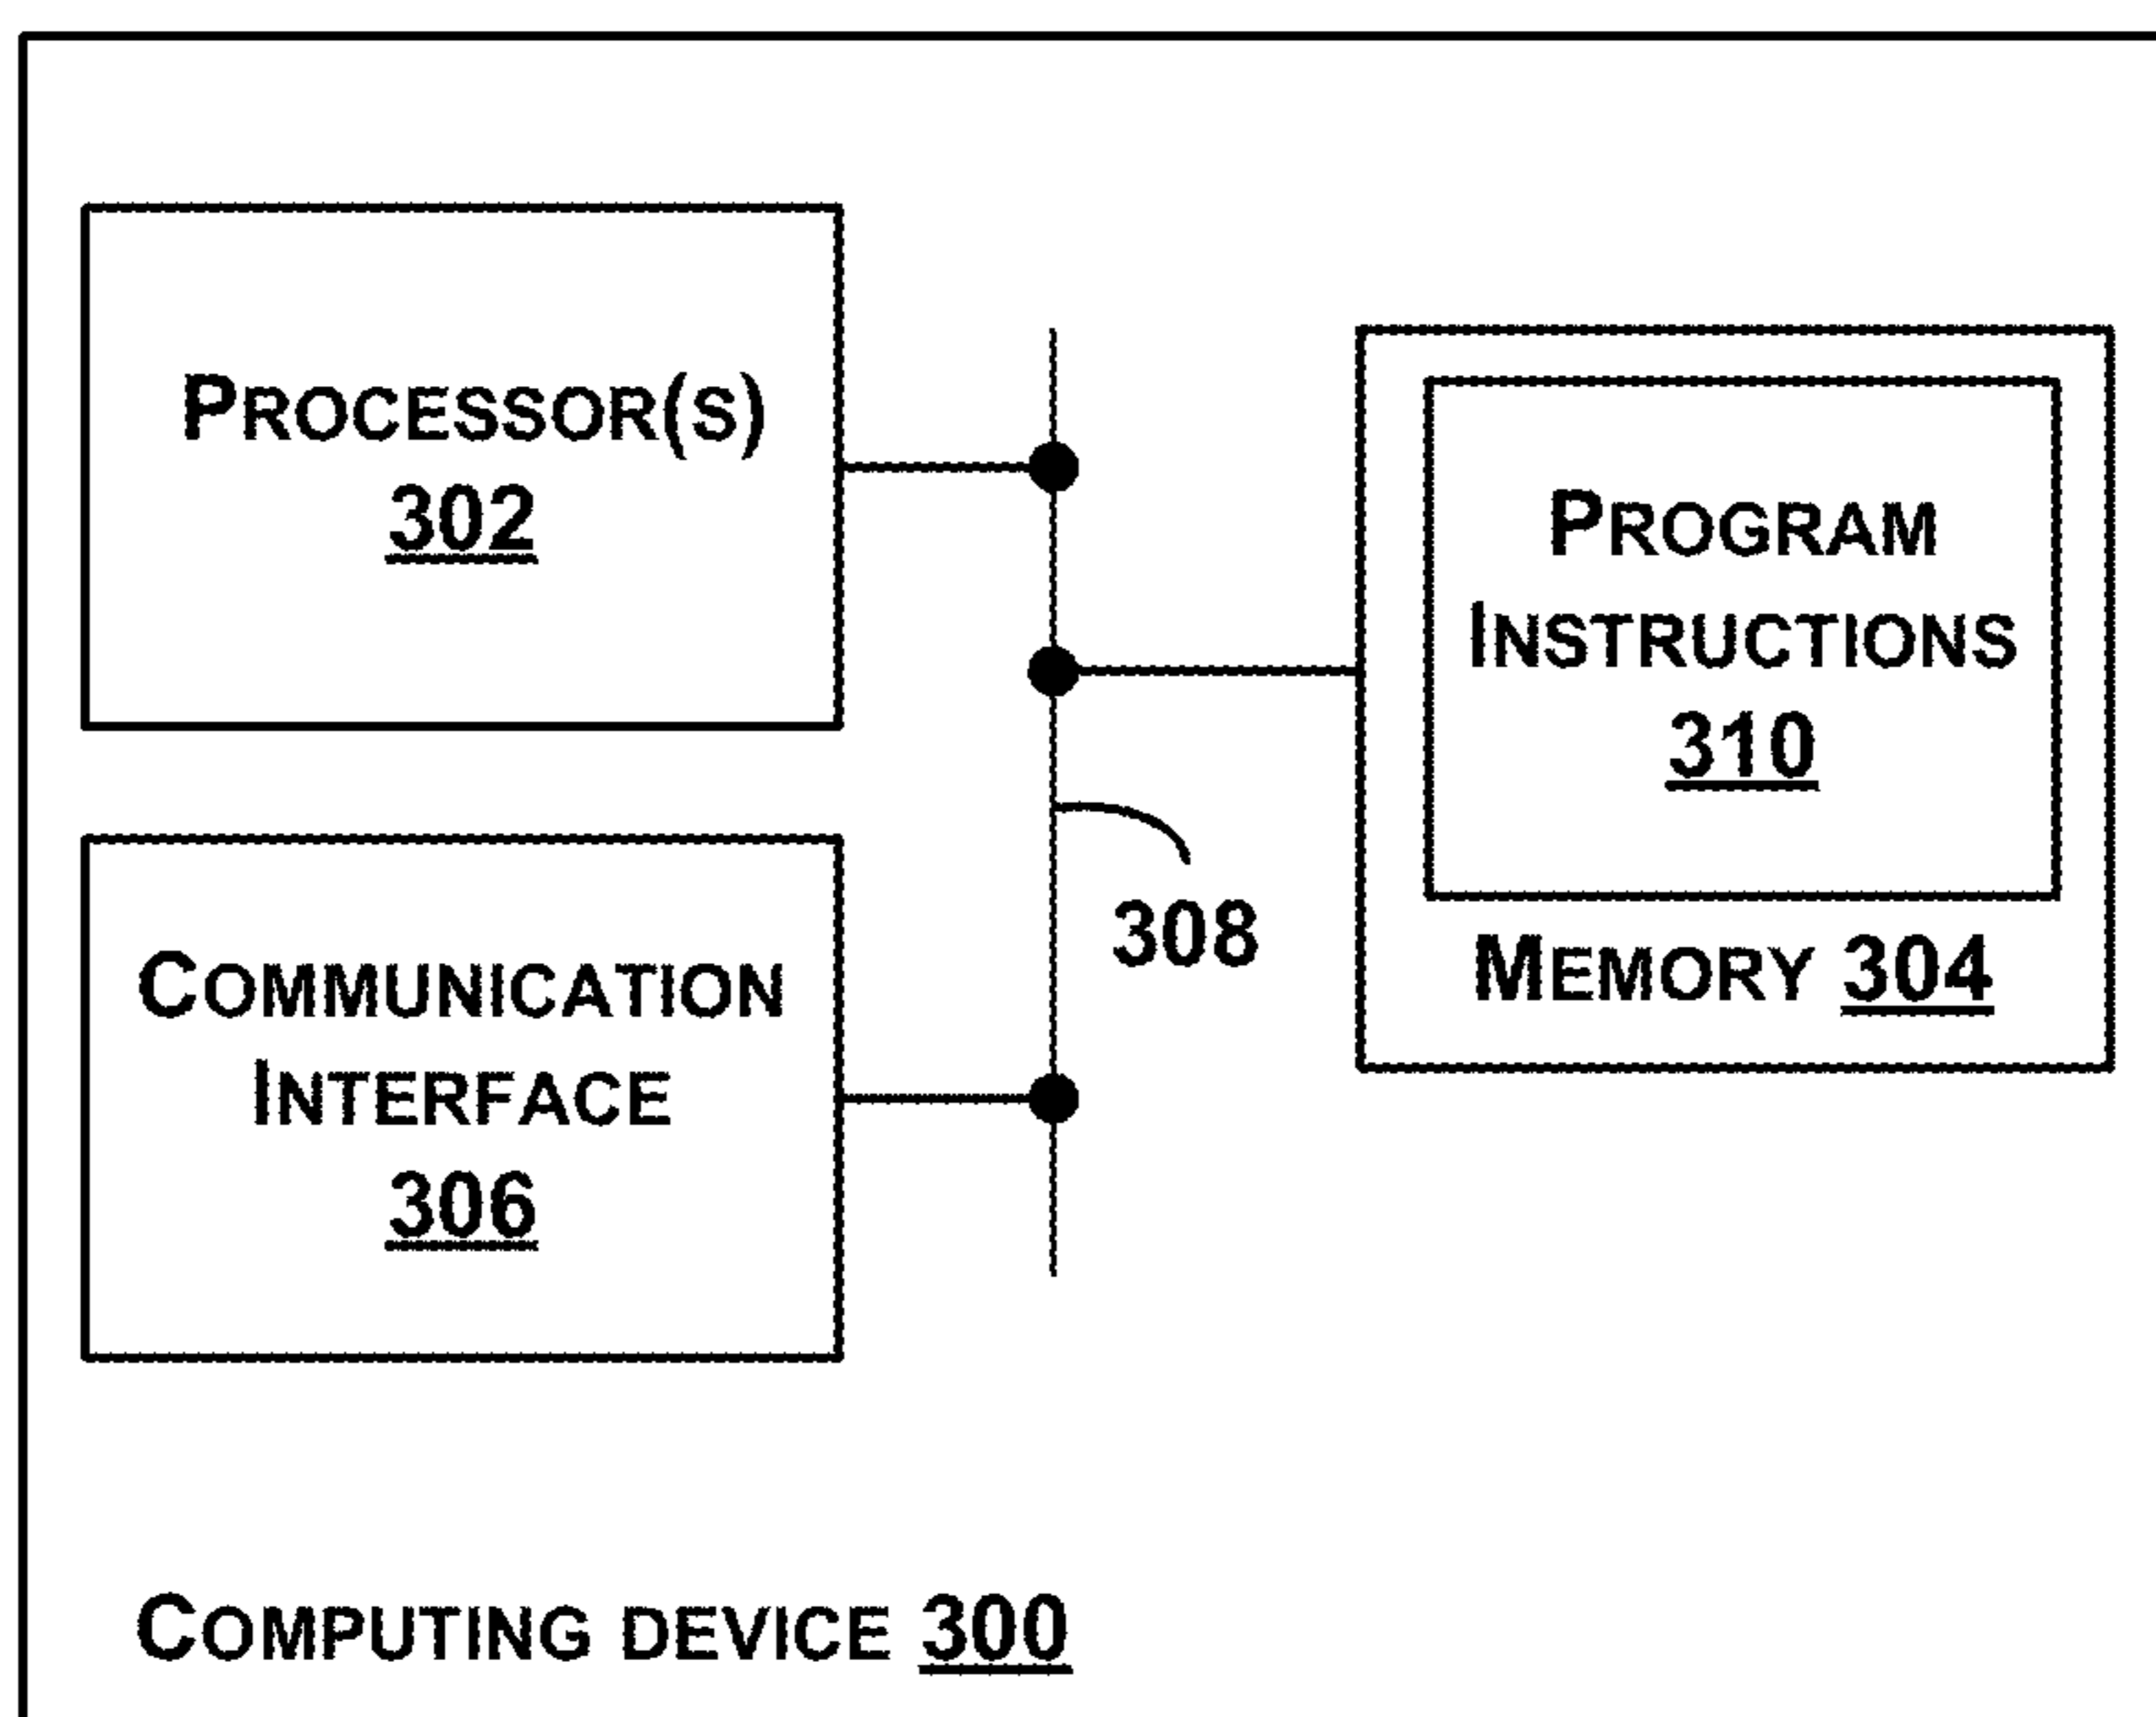 PROCESSOR(S)
302
PROGRAM
INSTRUCTIONS
310
MEMORY 304
308
COMMUNICATION
INTERFACE
306
COMPUTING DEVICE 300